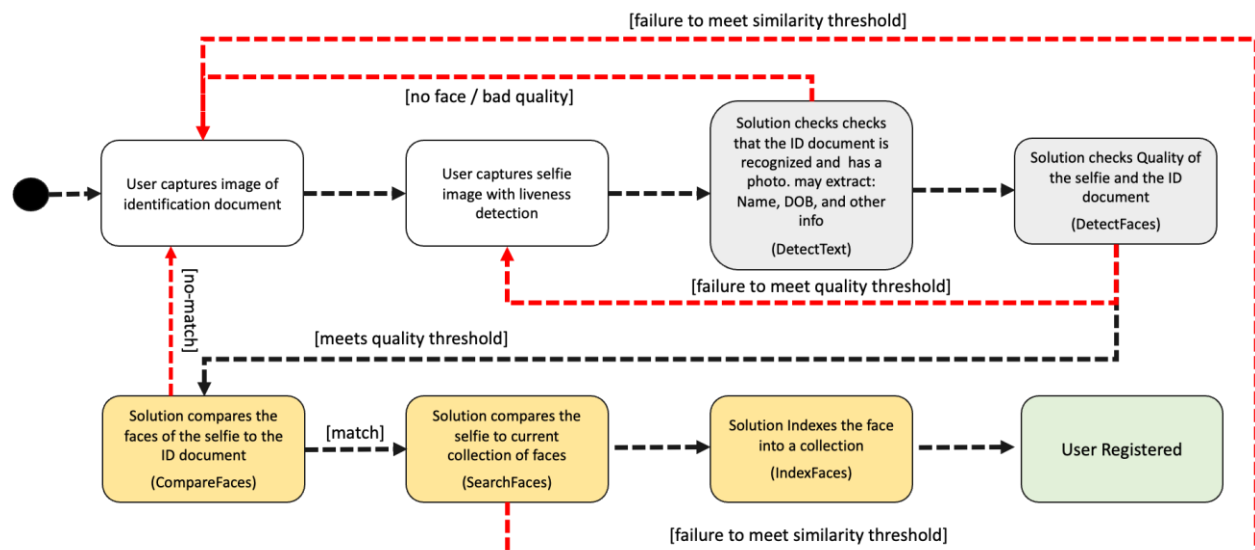 [failure to meet similarity threshold]
[no face / bad quality]
User captures image of
identification document
User captures selfie
image with liveness
detection
Solution checks checks
that the ID document is
recognized and has a
photo. may extract:
Name, DOB, and other
info
(DetectText)
Solution checks Quality of
the selfie and the ID
document
(DetectFaces)
[failure to meet quality threshold]
[no-match]
[meets quality threshold]
Solution compares the
faces of the selfie to the
ID document
(CompareFaces)
[match]
Solution compares the
selfie to current
collection of faces
(SearchFaces)
Solution Indexes the face
into a collection
(IndexFaces)
User Registered
[failure to meet similarity threshold]